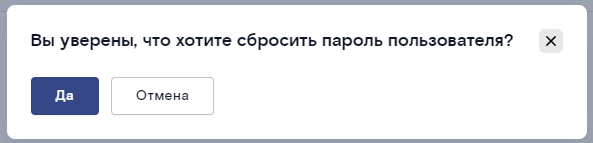 Вы уверены, что хотите сбросить пароль пользователя?
Да
Отмена